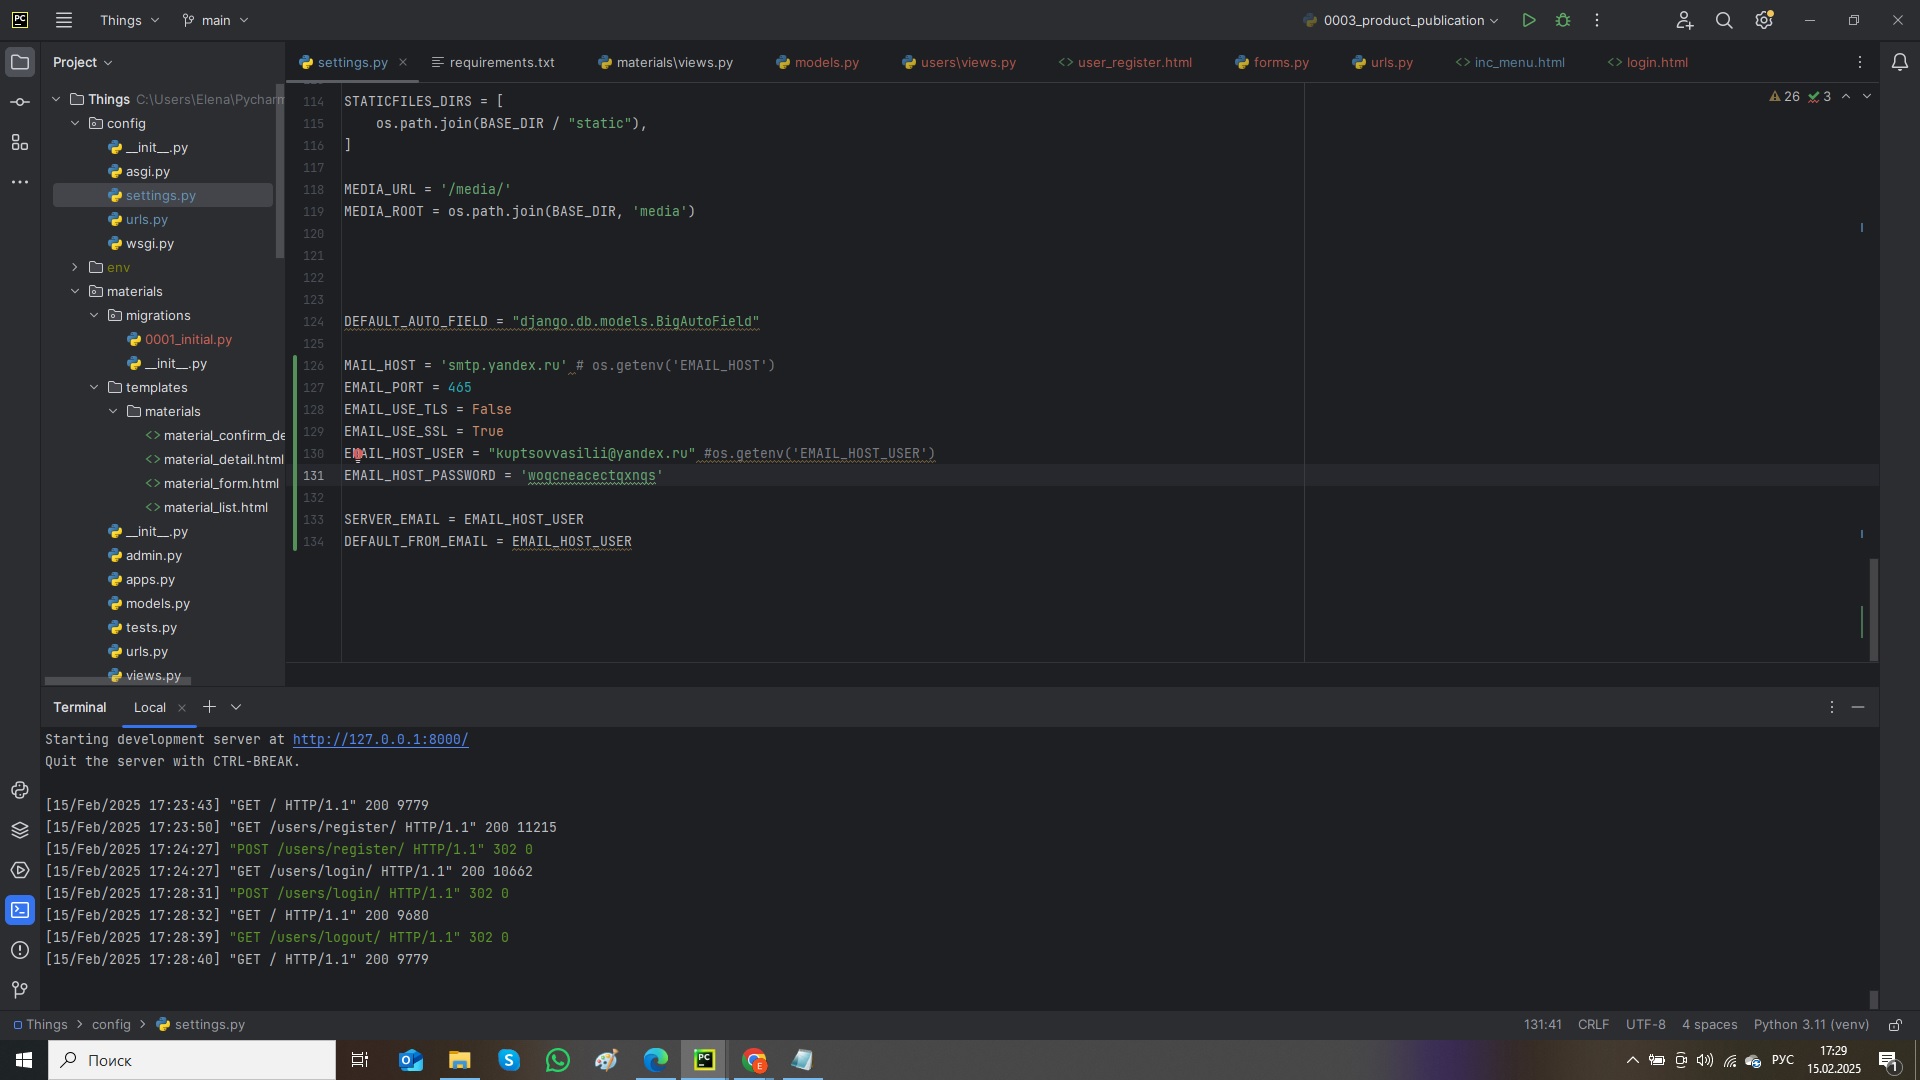 PC Things main 0003_product_publication
Project
settings.py requirements.txt materials\views.py models.py users\views.py user_register.html forms.py urls.py inc_menu.html login.html
26 3
Things C:\Users\Elena\Pycharm
config
__init__.py
asgi.py
settings.py
urls.py
wsgi.py
env
materials
migrations
0001_initial.py
__init__.py
templates
materials
material_confirm_de
material_detail.html
material_form.html
material_list.html
__init__.py
admin.py
apps.py
models.py
tests.py
urls.py
views.py
114 STATICFILES_DIRS = [
115 os.path.join(BASE_DIR / "static"),
116 ]
117
118 MEDIA_URL = '/media/'
119 MEDIA_ROOT = os.path.join(BASE_DIR, 'media')
120
121
122
123
124 DEFAULT_AUTO_FIELD = "django.db.models.BigAutoField"
125
126 MAIL_HOST = 'smtp.yandex.ru' # os.getenv('EMAIL_HOST')
127 EMAIL_PORT = 465
128 EMAIL_USE_TLS = False
129 EMAIL_USE_SSL = True
130 EMAIL_HOST_USER = "kuptsovvasilii@yandex.ru" #os.getenv('EMAIL_HOST_USER')
131 EMAIL_HOST_PASSWORD = 'woqcneacectqxnqs'
132
133 SERVER_EMAIL = EMAIL_HOST_USER
134 DEFAULT_FROM_EMAIL = EMAIL_HOST_USER
Terminal Local
Starting development server at http://127.0.0.1:8000/
Quit the server with CTRL-BREAK.
[15/Feb/2025 17:23:43] "GET / HTTP/1.1" 200 9779
[15/Feb/2025 17:23:50] "GET /users/register/ HTTP/1.1" 200 11215
[15/Feb/2025 17:24:27] "POST /users/register/ HTTP/1.1" 302 0
[15/Feb/2025 17:24:27] "GET /users/login/ HTTP/1.1" 200 10662
[15/Feb/2025 17:28:31] "POST /users/login/ HTTP/1.1" 302 0
[15/Feb/2025 17:28:32] "GET / HTTP/1.1" 200 9680
[15/Feb/2025 17:28:39] "GET /users/logout/ HTTP/1.1" 302 0
[15/Feb/2025 17:28:40] "GET / HTTP/1.1" 200 9779
Things > config > settings.py 131:41 CRLF UTF-8 4 spaces Python 3.11 (venv)
Поиск
РУС
17:29
15.02.2025
1